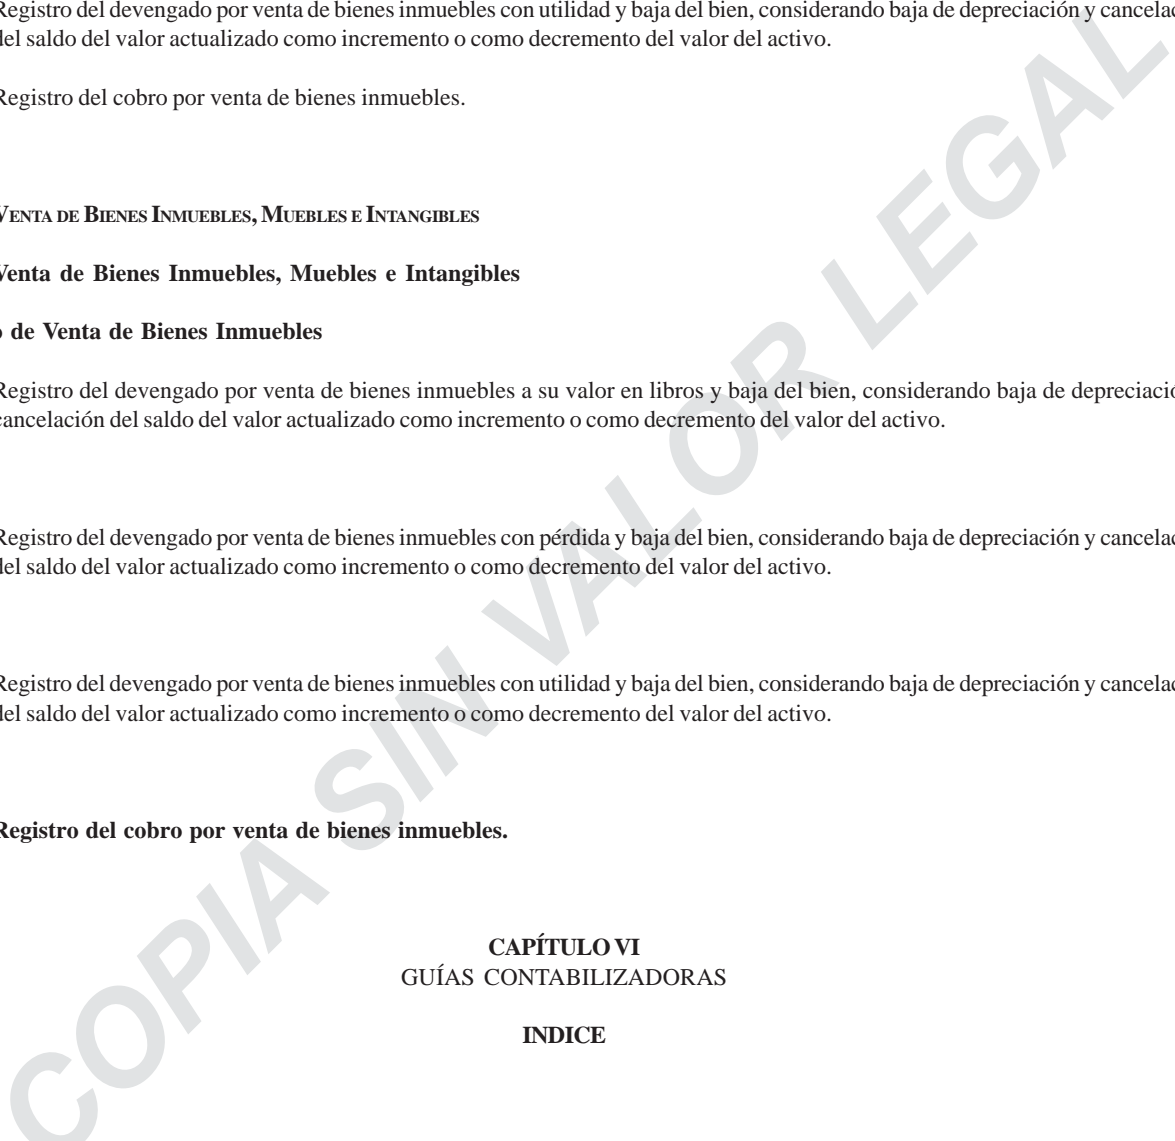 Registro del devengado por venta de bienes inmuebles con utilidad y baja del bien, considerando baja de depreciación y
del saldo del valor actualizado como incremento o como decremento del valor del activo.
Registro del cobro por venta de bienes inmuebles.
VENTA DE BIENES INMUEBLES, MUEBLES E INTANGIBLES
Venta de Bienes Inmuebles, Muebles e Intangibles
de Venta de Bienes Inmuebles
Registro del devengado por venta de bienes inmuebles a su valor en libros y baja del bien, considerando baja de
cancelación del saldo del valor actualizado como incremento o como decremento del valor del activo.
Registro del devengado por venta de bienes inmuebles con pérdida y baja del bien, considerando baja de depreciación y
del saldo del valor actualizado como incremento o como decremento del valor del activo.
Registro del devengado por venta de bienes inmuebles con utilidad y baja del bien, considerando baja de depreciación y
del saldo del valor actualizado como incremento o como decremento del valor del activo.
Registro del cobro por venta de bienes inmuebles.
CAPÍTULO VI
GUÍAS CONTABILIZADORAS
INDICE
COPIA SIN VALOR LEGAL